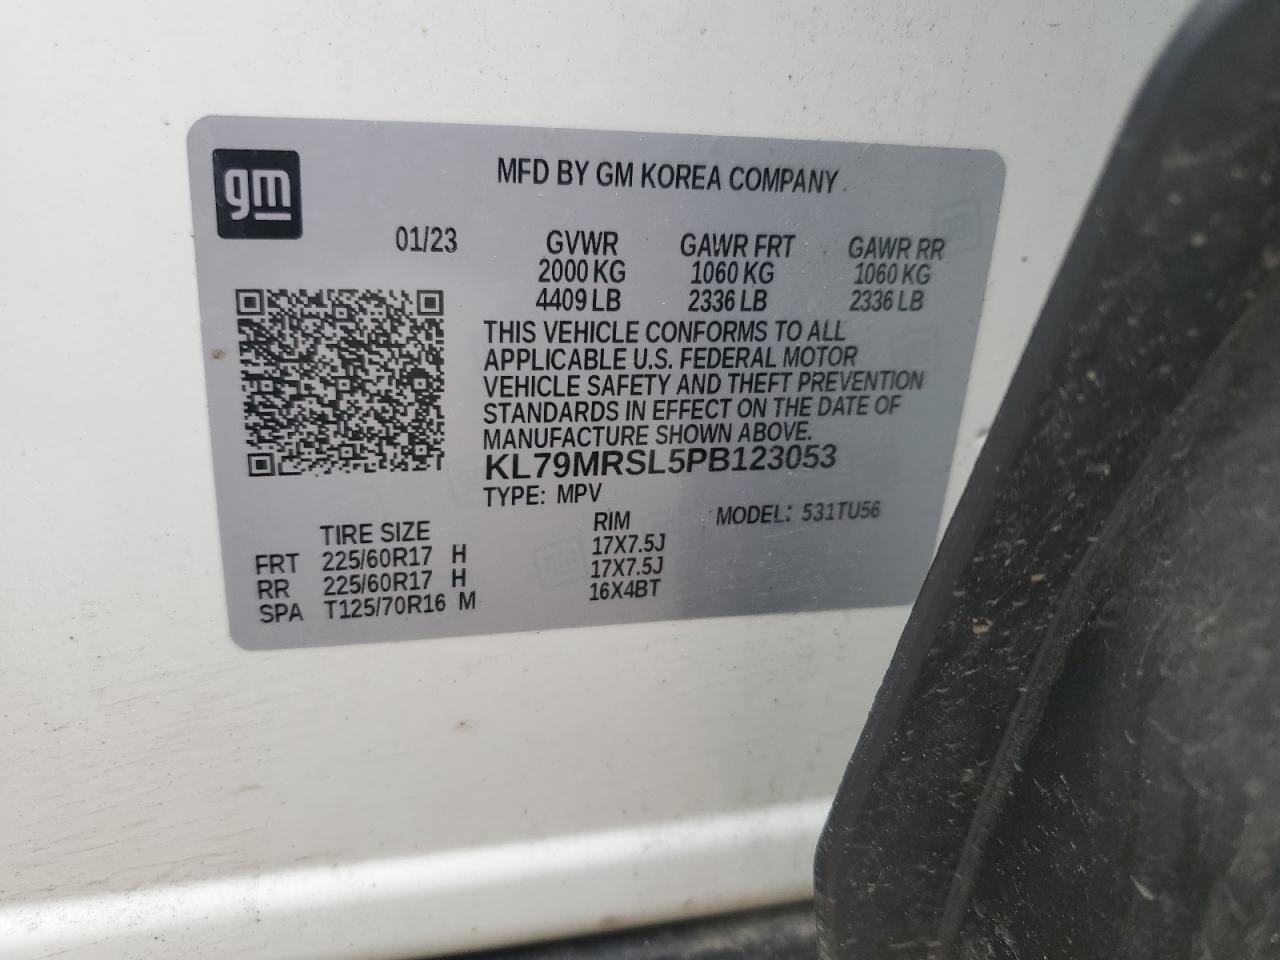 gm
MFD BY GM KOREA COMPANY
01/23 GVWR GAWR FRT GAWR RR
2000 KG 1060 KG 1060 KG
4409 LB 2336 LB 2336 LB
THIS VEHICLE CONFORMS TO ALL
APPLICABLE U.S. FEDERAL MOTOR
VEHICLE SAFETY AND THEFT PREVENTION
STANDARDS IN EFFECT ON THE DATE OF
MANUFACTURE SHOWN ABOVE.
KL79MRSL5PB123053
TYPE: MPV MODEL: 531TU56
TIRE SIZE RIM
FRT 225/60R17 H 17X7.5J
RR 225/60R17 H 17X7.5J
SPA T125/70R16 M 16X4BT